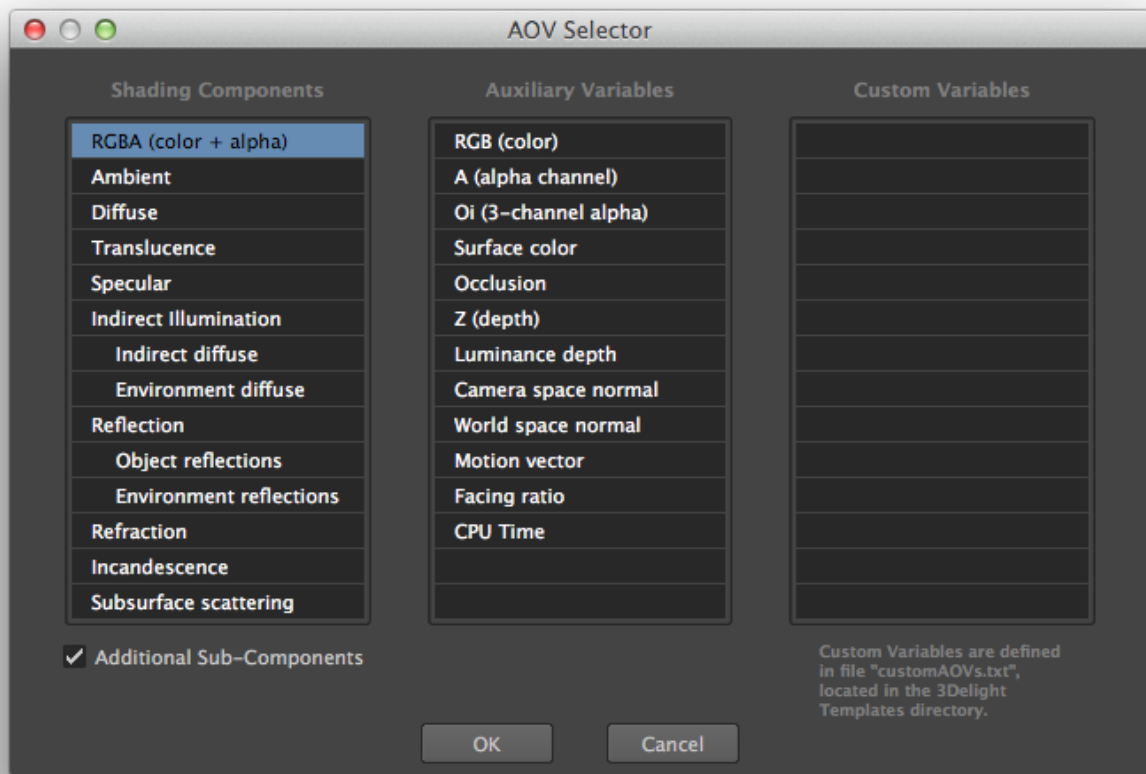 AOV Selector
Shading Components
Auxiliary Variables
Custom Variables
RGBA (color + alpha)
Ambient
Diffuse
Translucence
Specular
Indirect Illumination
Indirect diffuse
Environment diffuse
Reflection
Object reflections
Environment reflections
Refraction
Incandescence
Subsurface scattering
RGB (color)
A (alpha channel)
Oi (3-channel alpha)
Surface color
Occlusion
Z (depth)
Luminance depth
Camera space normal
World space normal
Motion vector
Facing ratio
CPU Time
Additional Sub-Components
Custom Variables are defined
in file "customAOVs.txt",
located in the 3Delight
Templates directory.
OK
Cancel